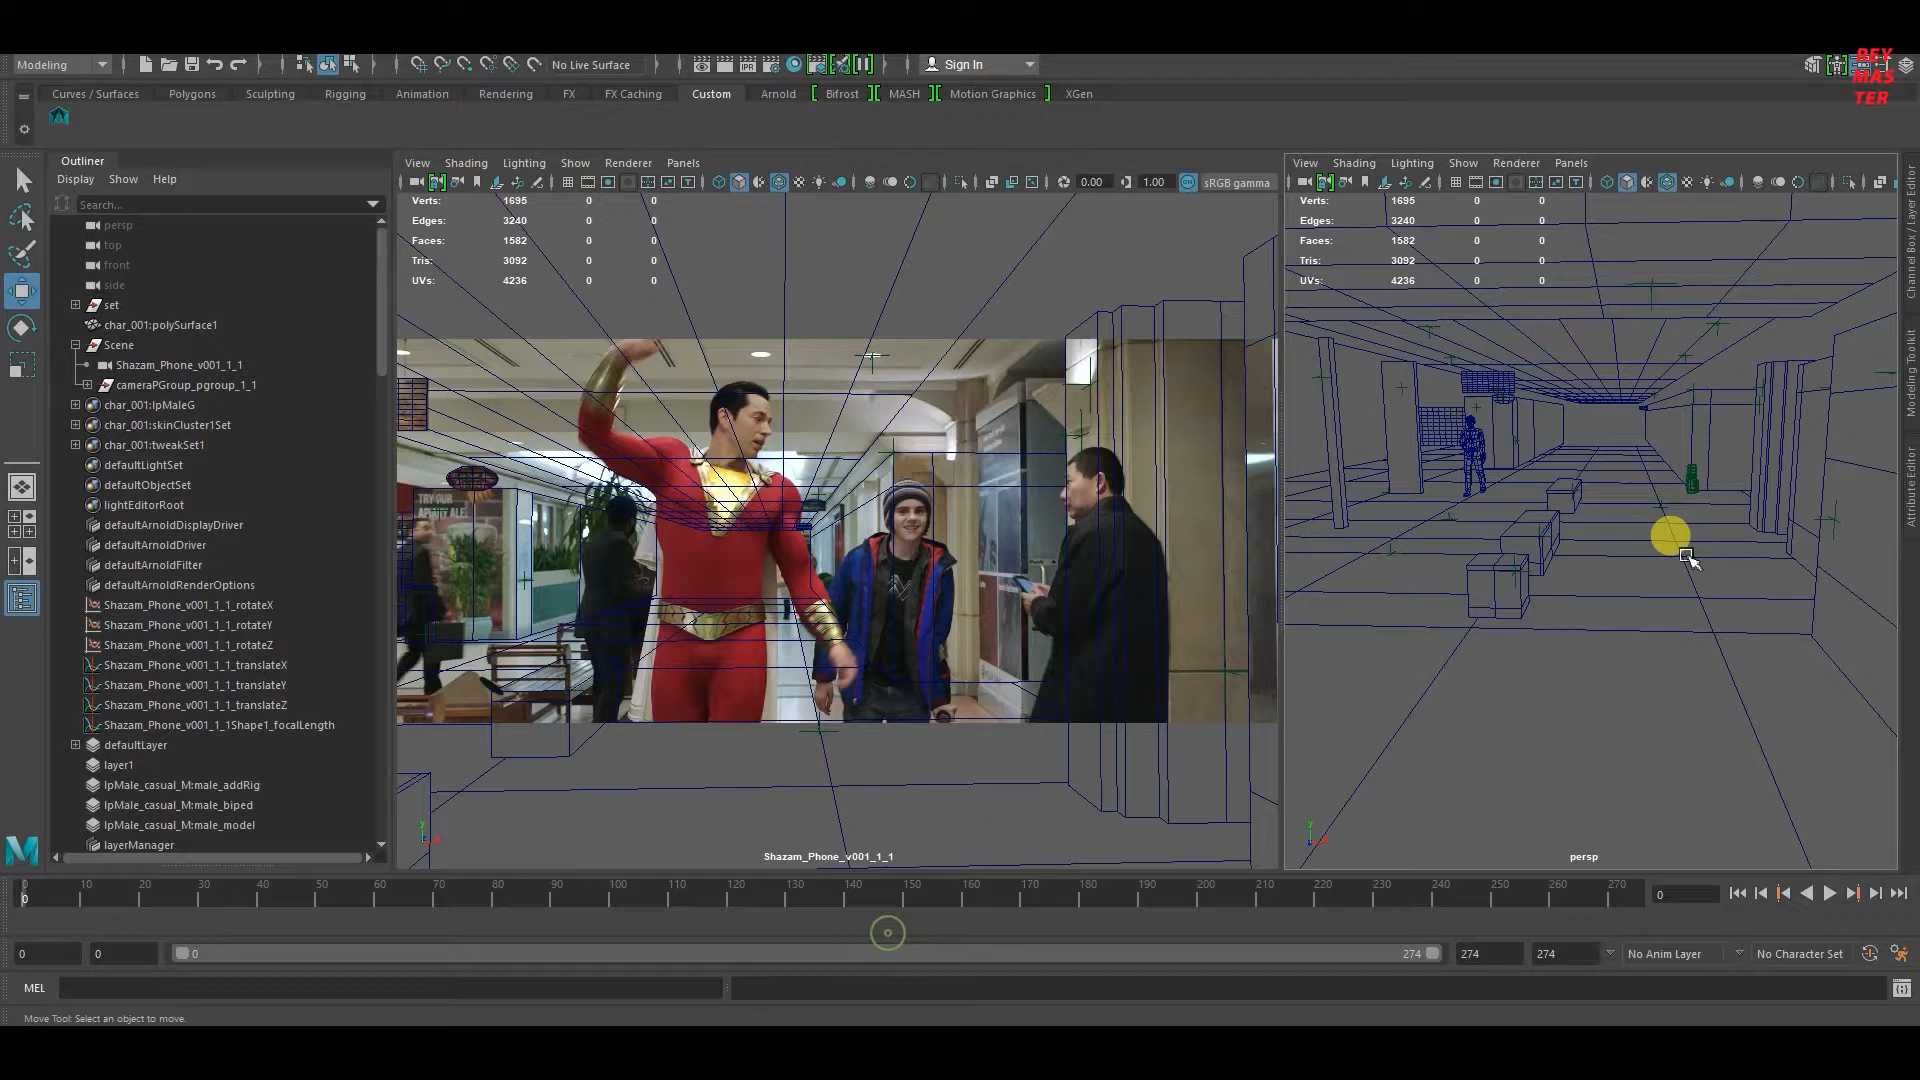 REY
MAS
TER
Modeling
No Live Surface
IPR
Sign In
Curves / Surfaces
Polygons
Sculpting
Rigging
Animation
Rendering
FX
FX Caching
Custom
Arnold
Bifrost
MASH
Motion Graphics
XGen
Outliner
Display
Show
Help
Search...
persp
top
front
side
set
char_001:polySurface1
Scene
Shazam_Phone_v001_1_1
cameraPGroup_pgroup_1_1
char_001:lpMaleG
char_001:skinCluster1Set
char_001:tweakSet1
defaultLightSet
defaultObjectSet
lightEditorRoot
defaultArnoldDisplayDriver
defaultArnoldDriver
defaultArnoldFilter
defaultArnoldRenderOptions
Shazam_Phone_v001_1_1_rotateX
Shazam_Phone_v001_1_1_rotateY
Shazam_Phone_v001_1_1_rotateZ
Shazam_Phone_v001_1_1_translateX
Shazam_Phone_v001_1_1_translateY
Shazam_Phone_v001_1_1_translateZ
Shazam_Phone_v001_1_1Shape1_focalLength
defaultLayer
layer1
lpMale_casual_M:male_addRig
lpMale_casual_M:male_biped
lpMale_casual_M:male_model
layerManager
View Shading Lighting Show Renderer Panels
0.00 1.00 sRGB gamma
Verts: 1695 0 0
Edges: 3240 0 0
Faces: 1582 0 0
Tris: 3092 0 0
UVs: 4236 0 0
TRY OUR
y
Shazam_Phone_v001_1_1
View Shading Lighting Show Renderer Panels
Verts: 1695 0 0
Edges: 3240 0 0
Faces: 1582 0 0
Tris: 3092 0 0
UVs: 4236 0 0
y
persp
Channel Box / Layer Editor
Modeling Toolkit
Attribute Editor
0 10 20 30 40 50 60 70 80 90 100 110 120 130 140 150 160 170 180 190 200 210 220 230 240 250 260 270
0
0
0 0 0 274 274 274 No Anim Layer No Character Set
MEL
Move Tool: Select an object to move.